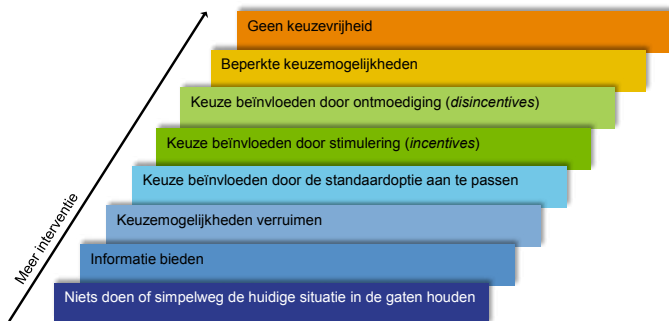 Geen keuzevrijheid
Beperkte keuzemogelijkheden
Keuze beïnvloeden door ontmoediging (disincentives)
Keuze beïnvloeden door stimulering (incentives)
Keuze beïnvloeden door de standaardoptie aan te passen
Keuzemogelijkheden verruimen
Informatie bieden
Niets doen of simpelweg de huidige situatie in de gaten houden
Meer interventie